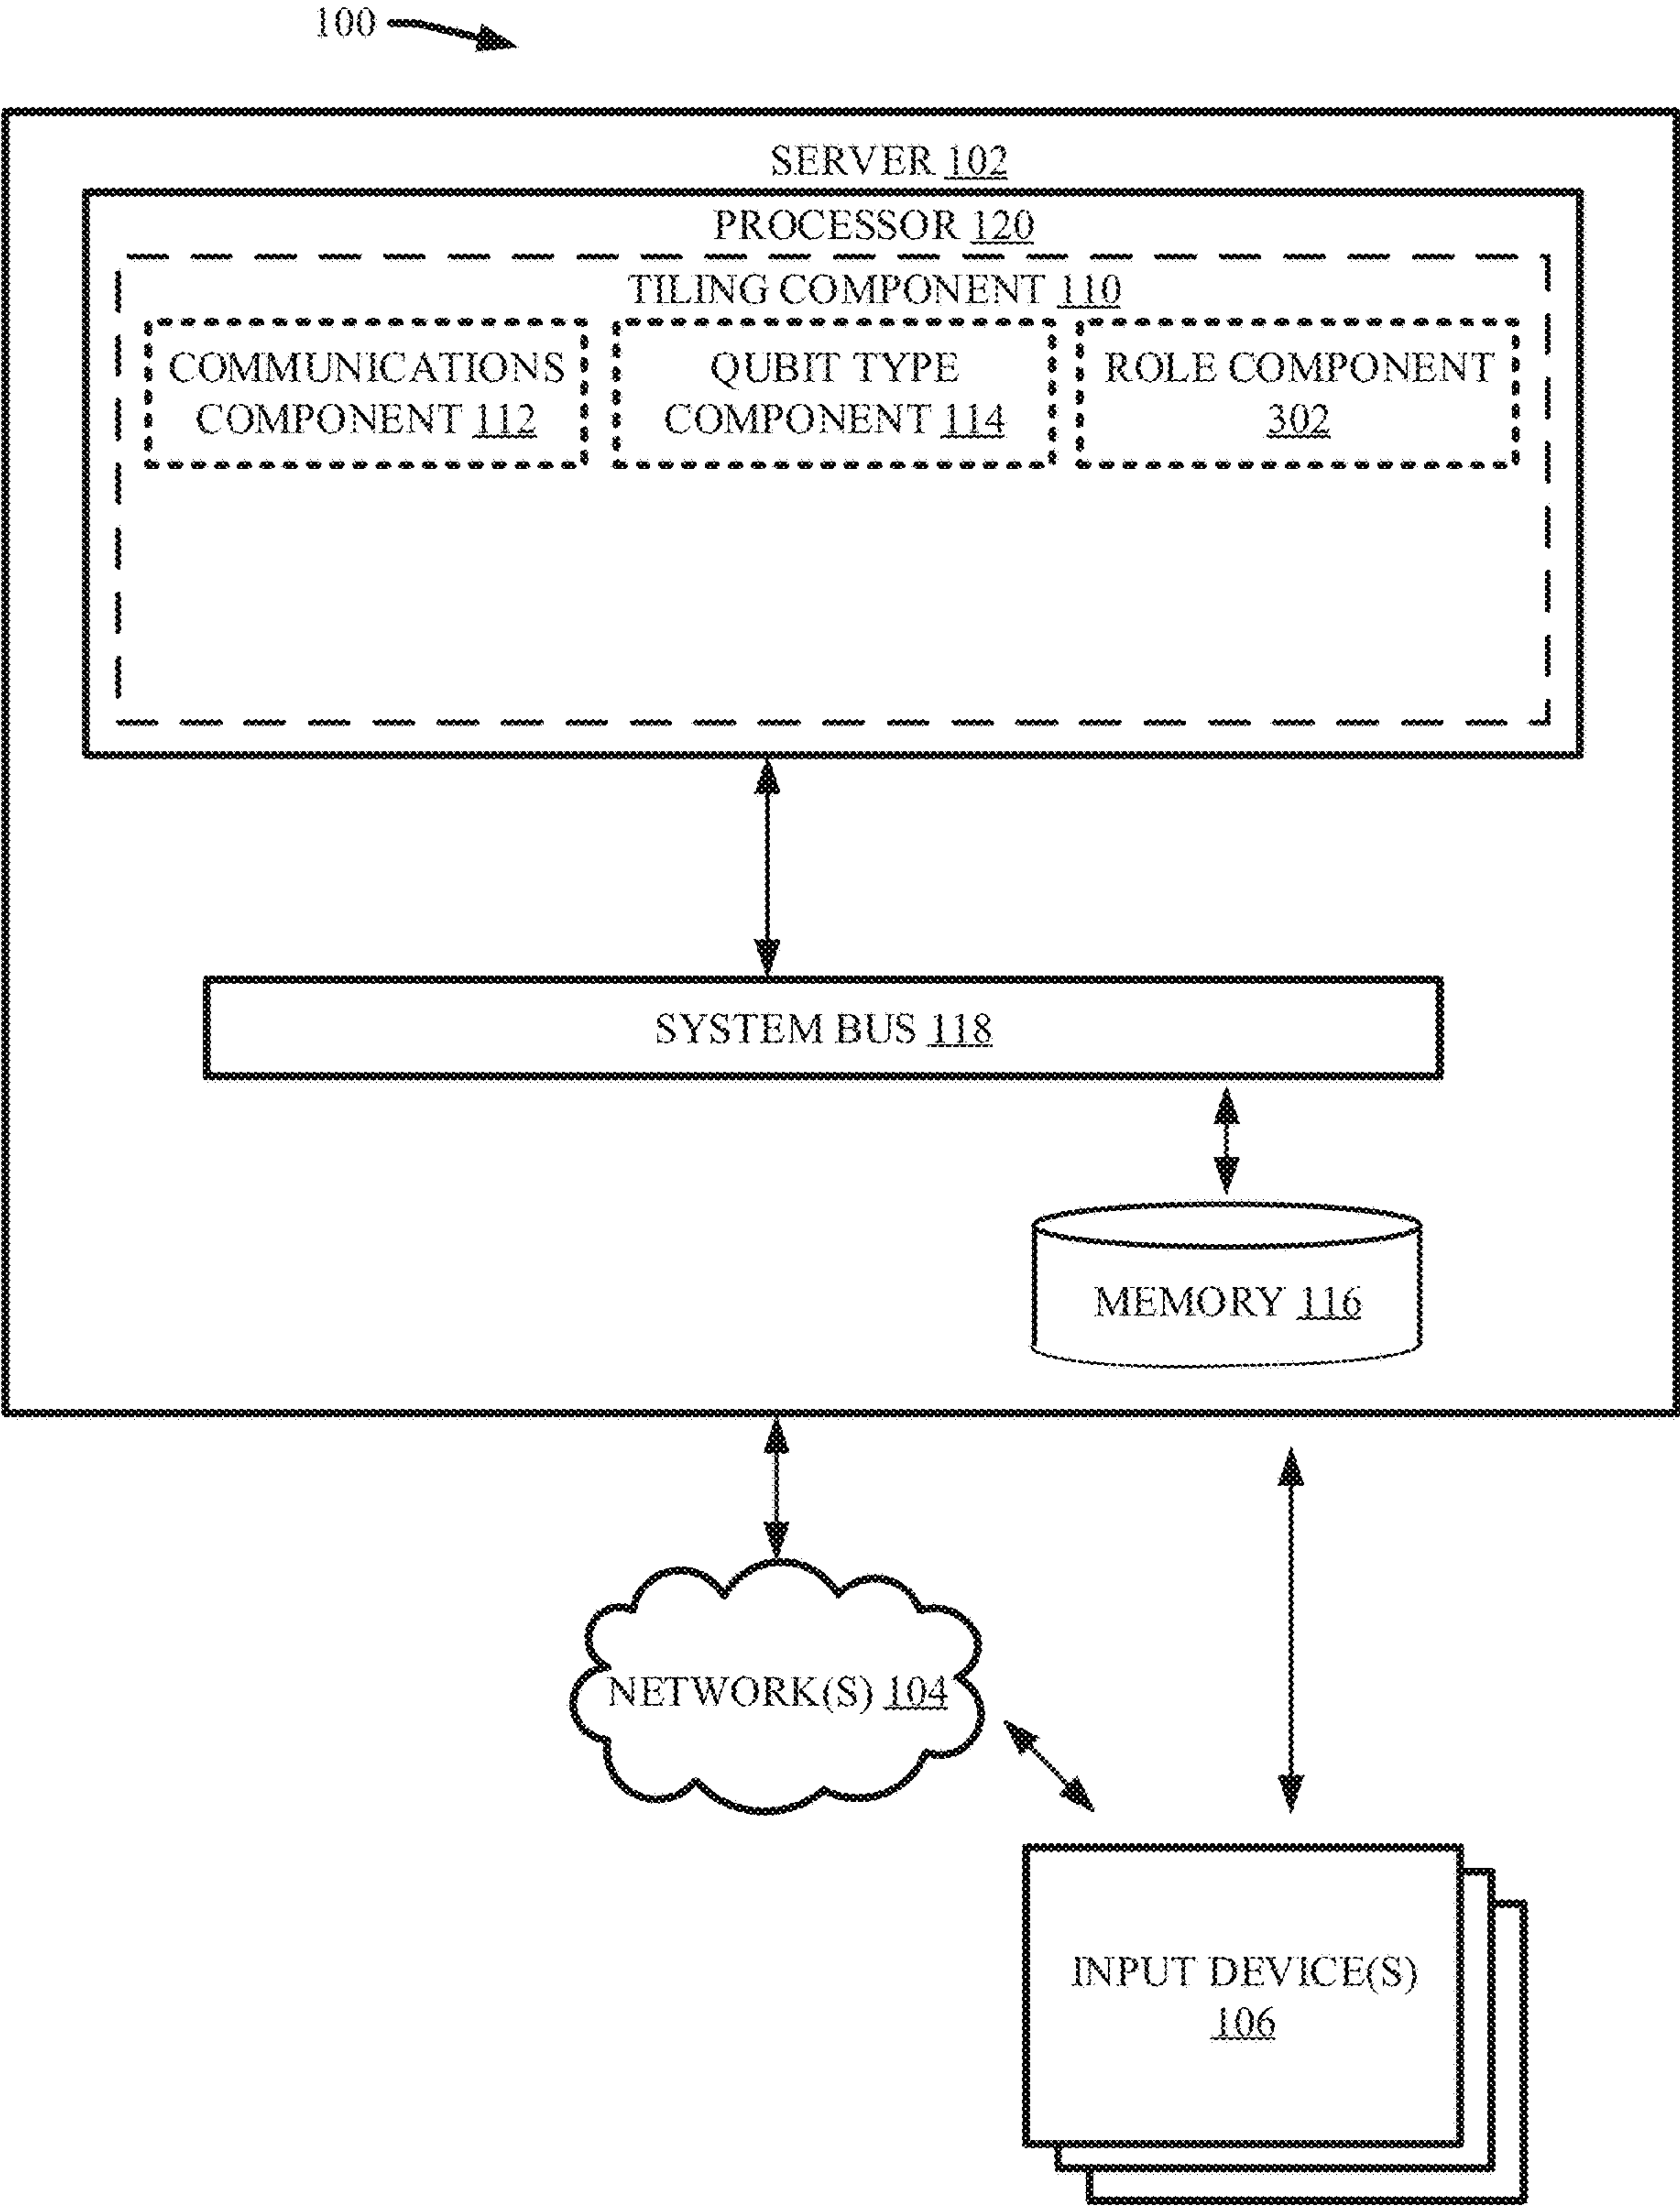 100
SERVER 102
PROCESSOR 120
TILING COMPONENT 110
COMMUNICATIONS
COMPONENT 112
QUBIT TYPE
COMPONENT 114
ROLE COMPONENT
302
SYSTEM BUS 118
MEMORY 116
NETWORK(S) 104
INPUT DEVICE(S)
106